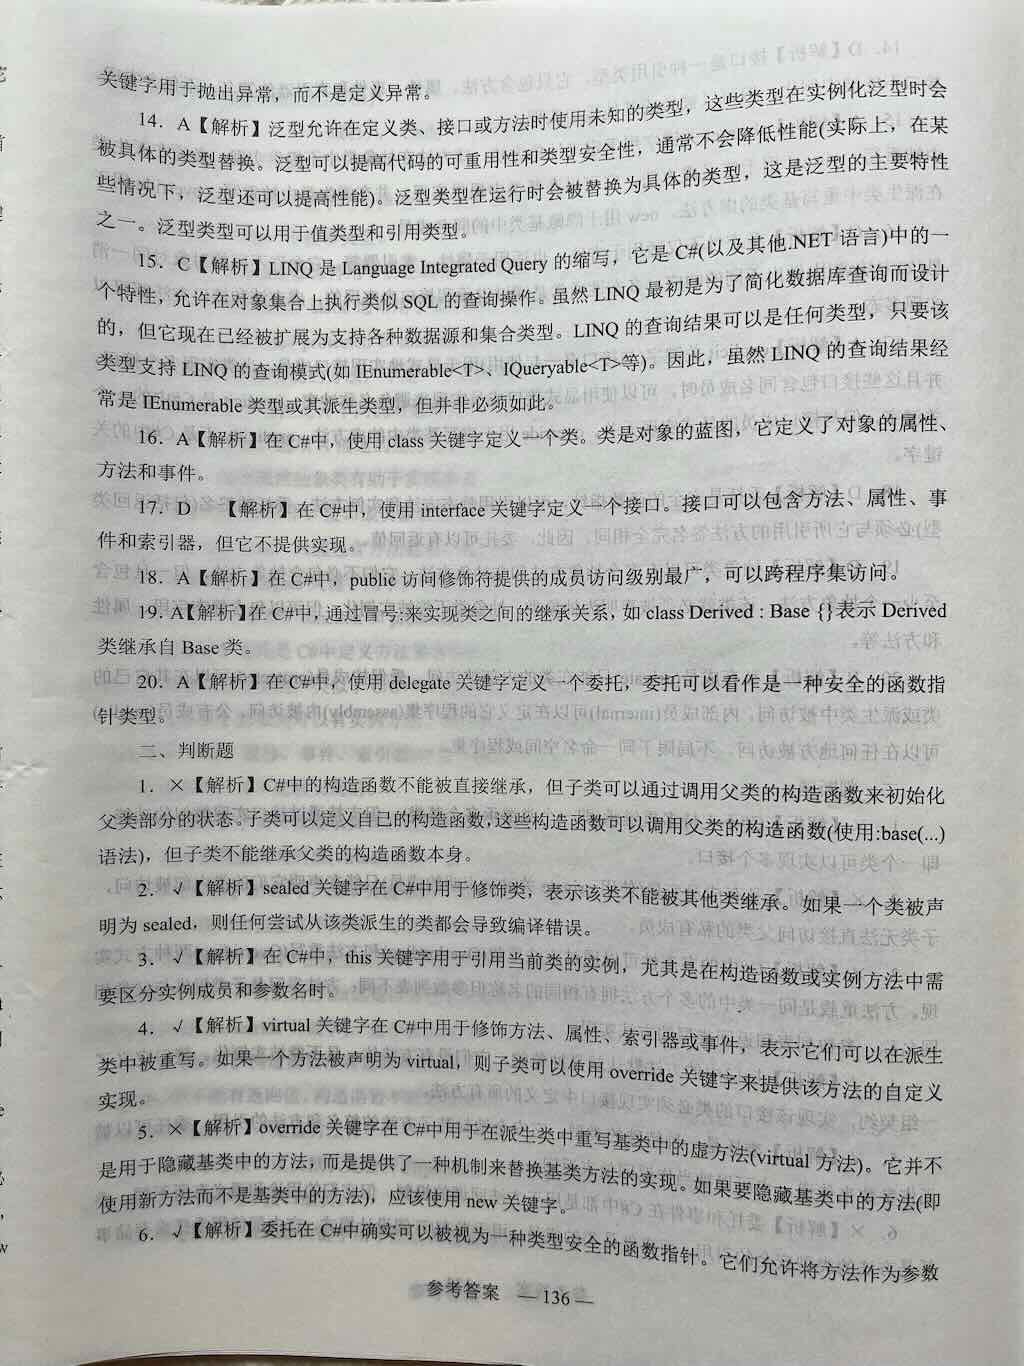 关键字用于抛出异常，而不是定义异常。
14．A【解析】泛型允许在定义类、接口或方法时使用未知的类型，这些类型在实例化泛型时会
被具体的类型替换。泛型可以提高代码的可重用性和类型安全性，通常不会降低性能(实际上，在某
些情况下，泛型还可以提高性能)。泛型类型在运行时会被替换为具体的类型，这是泛型的主要特性
之一。泛型类型可以用于值类型和引用类型。
15．C【解析】LINQ 是 Language Integrated Query 的缩写，它是 C#(以及其他.NET 语言)中的一
个特性，允许在对象集合上执行类似 SQL 的查询操作。虽然 LINQ 最初是为了简化数据库查询而设计
的，但它现在已经被扩展为支持各种数据源和集合类型。LINQ 的查询结果可以是任何类型，只要该
类型支持 LINQ 的查询模式(如 IEnumerable<T>、IQueryable<T>等)。因此，虽然 LINQ 的查询结果经
常是 IEnumerable 类型或其派生类型，但并非必须如此。
16．A【解析】在 C#中，使用 class 关键字定义一个类。类是对象的蓝图，它定义了对象的属性、
方法和事件。
17．D 【解析】在 C#中，使用 interface 关键字定义一个接口。接口可以包含方法、属性、事
件和索引器，但它不提供实现。
18．A【解析】在 C#中，public 访问修饰符提供的成员访问级别最广，可以跨程序集访问。
19．A【解析】在 C#中，通过冒号:来实现类之间的继承关系，如 class Derived : Base {}表示 Derived
类继承自 Base 类。
20．A【解析】在 C#中，使用 delegate 关键字定义一个委托，委托可以看作是一种安全的函数指
针类型。
二、判断题
1．×【解析】C#中的构造函数不能被直接继承，但子类可以通过调用父类的构造函数来初始化
父类部分的状态。子类可以定义自己的构造函数，这些构造函数可以调用父类的构造函数(使用:base(...)
语法)，但子类不能继承父类的构造函数本身。
2．√【解析】sealed 关键字在 C#中用于修饰类，表示该类不能被其他类继承。如果一个类被声
明为 sealed，则任何尝试从该类派生的类都会导致编译错误。
3．√【解析】在 C#中，this 关键字用于引用当前类的实例，尤其是在构造函数或实例方法中需
要区分实例成员和参数名时。
4．√【解析】virtual 关键字在 C#中用于修饰方法、属性、索引器或事件，表示它们可以在派生
类中被重写。如果一个方法被声明为 virtual，则子类可以使用 override 关键字来提供该方法的自定义
实现。
5．×【解析】override 关键字在 C#中用于在派生类中重写基类中的虚方法(virtual 方法)。它并不
是用于隐藏基类中的方法，而是提供了一种机制来替换基类方法的实现。如果要隐藏基类中的方法(即
使用新方法而不是基类中的方法)，应该使用 new 关键字。
6．√【解析】委托在 C#中确实可以被视为一种类型安全的函数指针。它们允许将方法作为参数
参考答案 — 136 —